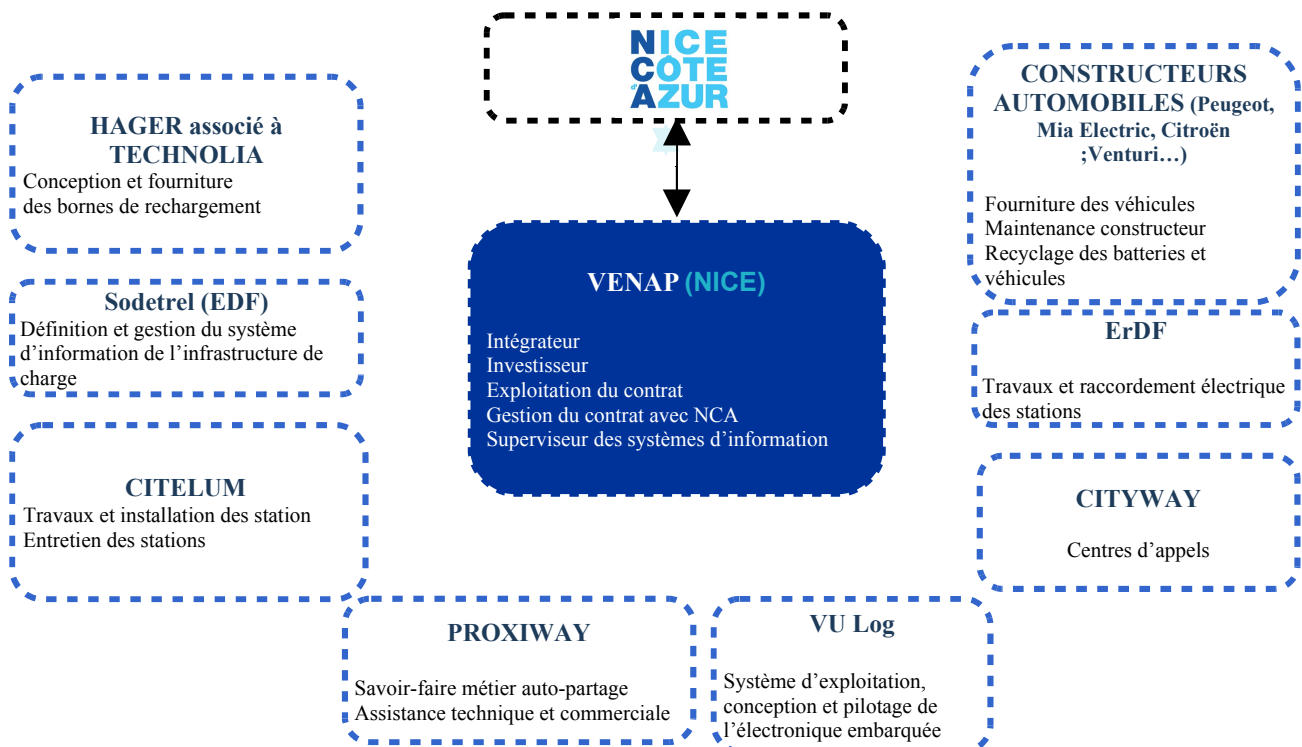 NICE
CÔTE
d'AZUR
HAGER associé à
TECHNOLIA
Conception et fourniture
des bornes de rechargement
CONSTRUCTEURS
AUTOMOBILES (Peugeot,
Mia Electric, Citroën
;Venturi…)
Fourniture des véhicules
Maintenance constructeur
Recyclage des batteries et
véhicules
VENAP (NICE)
Intégrateur
Investisseur
Exploitation du contrat
Gestion du contrat avec NCA
Superviseur des systèmes d’information
Sodetrel (EDF)
Définition et gestion du système
d’information de l’infrastructure de
charge
ErDF
Travaux et raccordement électrique
des stations
CITELUM
Travaux et installation des station
Entretien des stations
CITYWAY
Centres d’appels
PROXIWAY
Savoir-faire métier auto-partage
Assistance technique et commerciale
VU Log
Système d’exploitation,
conception et pilotage de
l’électronique embarquée